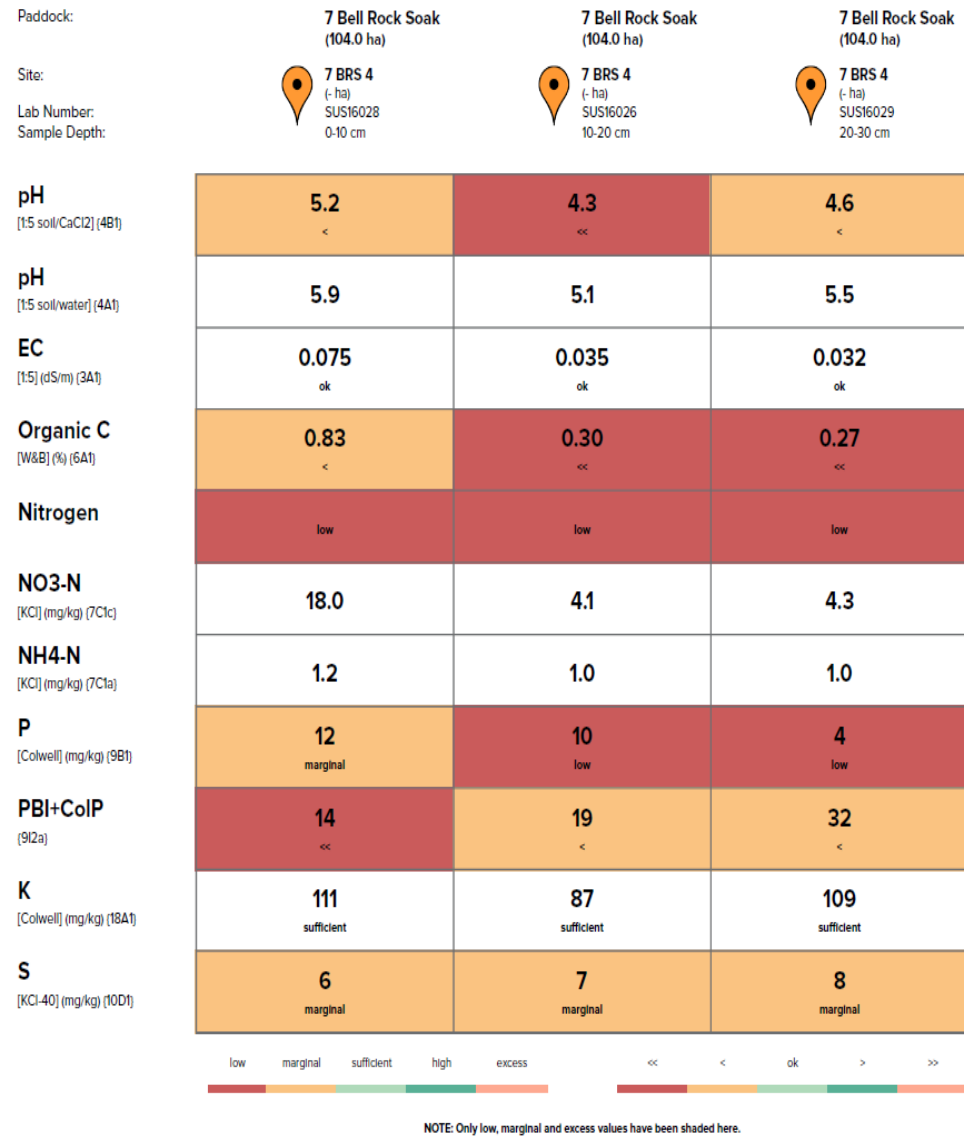 Paddock: 7 Bell Rock Soak 7 Bell Rock Soak 7 Bell Rock Soak
(104.0 ha) (104.0 ha) (104.0 ha)
Site: 7 BRS 4 7 BRS 4 7 BRS 4
(- ha) (- ha) (- ha)
Lab Number: SUS16028 SUS16026 SUS16029
Sample Depth: 0-10 cm 10-20 cm 20-30 cm
pH
[1:5 soil/CaCl2] (4B1)
5.2 4.3 4.6
< << <
pH
[1:5 soil/water] (4A1)
5.9 5.1 5.5
EC
[1:5] (dS/m) (3A1)
0.075 0.035 0.032
ok ok ok
Organic C
[W&B] (%) (6A1)
0.83 0.30 0.27
< << <<
Nitrogen
low low low
NO3-N
[KCl] (mg/kg) (7C1c)
18.0 4.1 4.3
NH4-N
[KCl] (mg/kg) (7C1a)
1.2 1.0 1.0
P
[Colwell] (mg/kg) (9B1)
12 10 4
marginal low low
PBI+ColP
(9I2a)
14 19 32
<< < <
K
[Colwell] (mg/kg) (18A1)
111 87 109
sufficient sufficient sufficient
S
[KCl-40] (mg/kg) (10D1)
6 7 8
marginal marginal marginal
low marginal sufficient high excess << < ok > >>
NOTE: Only low, marginal and excess values have been shaded here.